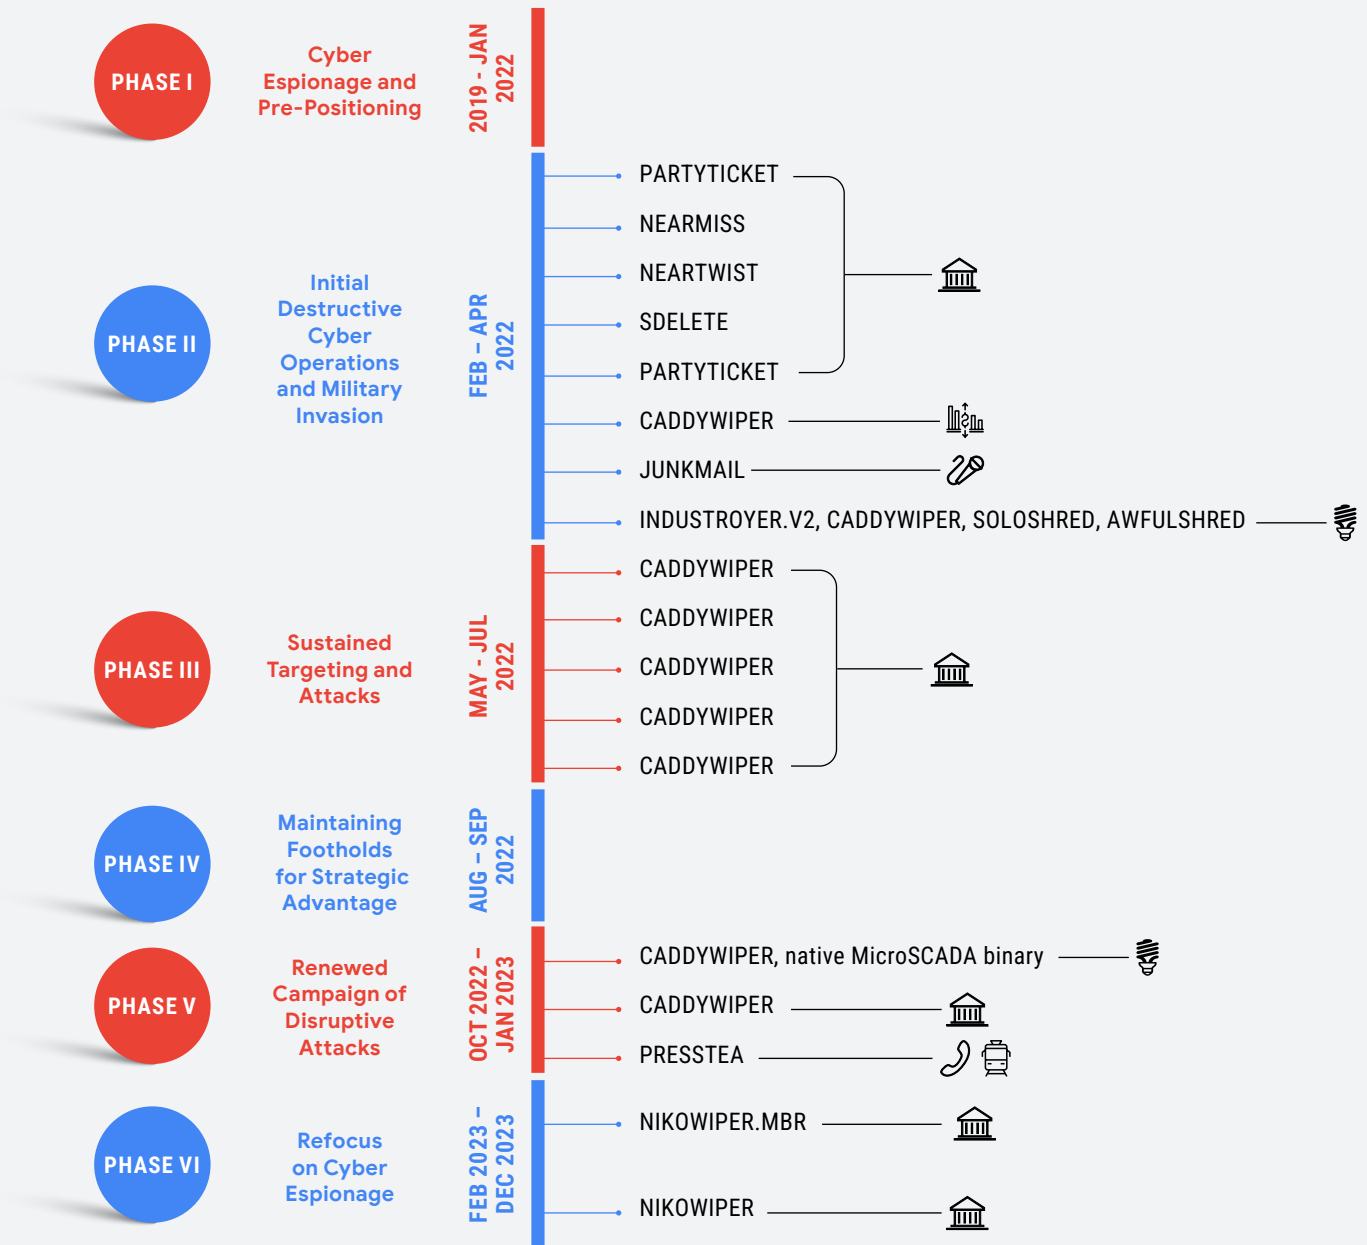 PHASE I
Cyber
Espionage and
Pre-Positioning
2019 - JAN
2022
PHASE II
Initial
Destructive
Cyber
Operations
and Military
Invasion
FEB – APR
2022
PARTYTICKET
NEARMISS
NEARTWIST
SDELETE
PARTYTICKET
CADDYWIPER
JUNKMAIL
INDUSTROYER.V2, CADDYWIPER, SOLOSHRED, AWFULSHRED
PHASE III
Sustained
Targeting and
Attacks
MAY - JUL
2022
CADDYWIPER
CADDYWIPER
CADDYWIPER
CADDYWIPER
CADDYWIPER
PHASE IV
Maintaining
Footholds
for Strategic
Advantage
AUG – SEP
2022
PHASE V
Renewed
Campaign of
Disruptive
Attacks
OCT 2022 –
JAN 2023
CADDYWIPER, native MicroSCADA binary
CADDYWIPER
PRESSTEA
PHASE VI
Refocus
on Cyber
Espionage
FEB 2023 –
DEC 2023
NIKOWIPER.MBR
NIKOWIPER